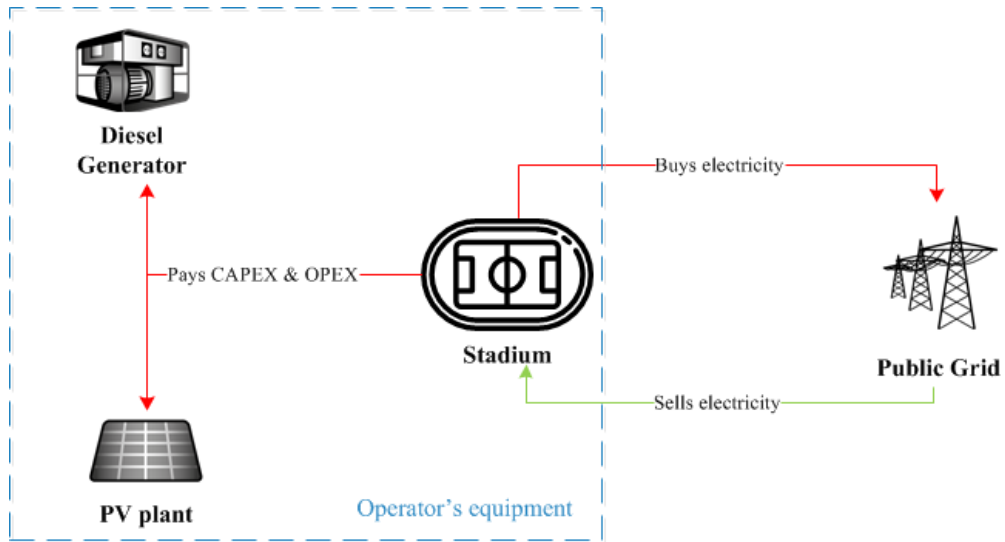 Diesel
Generator
Buys electricity
Pays CAPEX & OPEX
Stadium
Public Grid
Sells electricity
PV plant
Operator's equipment